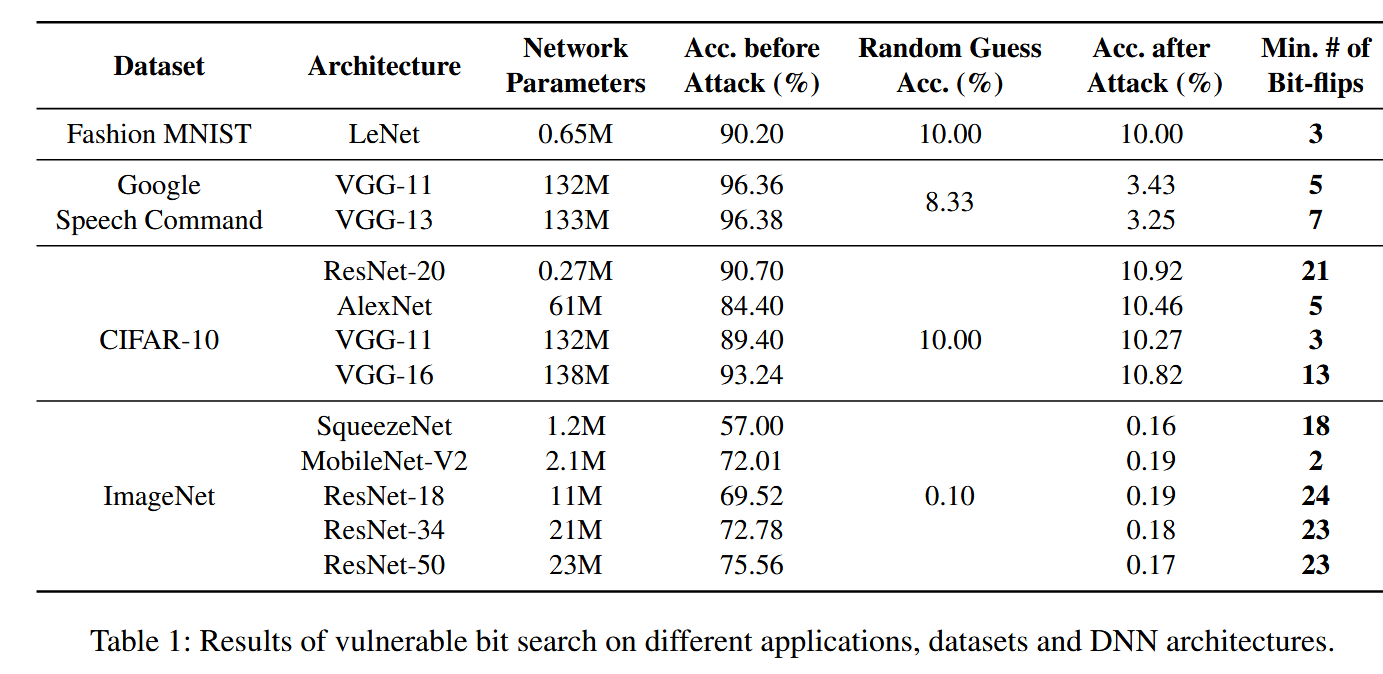 Dataset Architecture Network Parameters Acc. before Attack (%) Random Guess Acc. (%) Acc. after Attack (%) Min. # of Bit-flips
Fashion MNIST LeNet 0.65M 90.20 10.00 10.00 3
Google Speech Command VGG-11 132M 96.36 8.33 3.43 5
VGG-13 133M 96.38 3.25 7
CIFAR-10 ResNet-20 0.27M 90.70 10.00 10.92 21
AlexNet 61M 84.40 10.46 5
VGG-11 132M 89.40 10.27 3
VGG-16 138M 93.24 10.82 13
ImageNet SqueezeNet 1.2M 57.00 0.10 0.16 18
MobileNet-V2 2.1M 72.01 0.19 2
ResNet-18 11M 69.52 0.19 24
ResNet-34 21M 72.78 0.18 23
ResNet-50 23M 75.56 0.17 23
Table 1: Results of vulnerable bit search on different applications, datasets and DNN architectures.